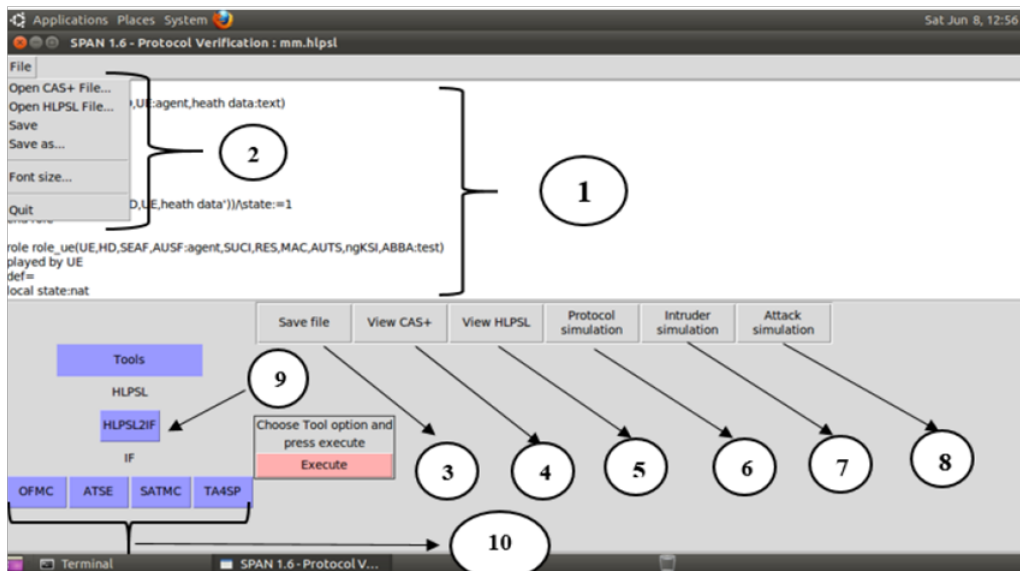 Applications Places System
Sat Jun 8, 12:56
SPAN 1.6 - Protocol Verification : mm.hlpsl
File
Open CAS+ File...
Open HLPSL File...
Save
Save as...
Font size...
Quit
,UE:agent,heath data:text)
D,UE,heath data'))/\state:=1
end role
role role_ue(UE,HD,SEAF,AUSF:agent,SUCI,RES,MAC,AUTS,ngKSI,ABBA:test)
played by UE
def=
local state:nat
2
1
Save file
View CAS+
View HLPSL
Protocol simulation
Intruder simulation
Attack simulation
Tools
HLPSL
HLPSL2IF
IF
OFMC
ATSE
SATMC
TA4SP
9
Choose Tool option and
press execute
Execute
3
4
5
6
7
8
10
Terminal
SPAN 1.6 - Protocol V...